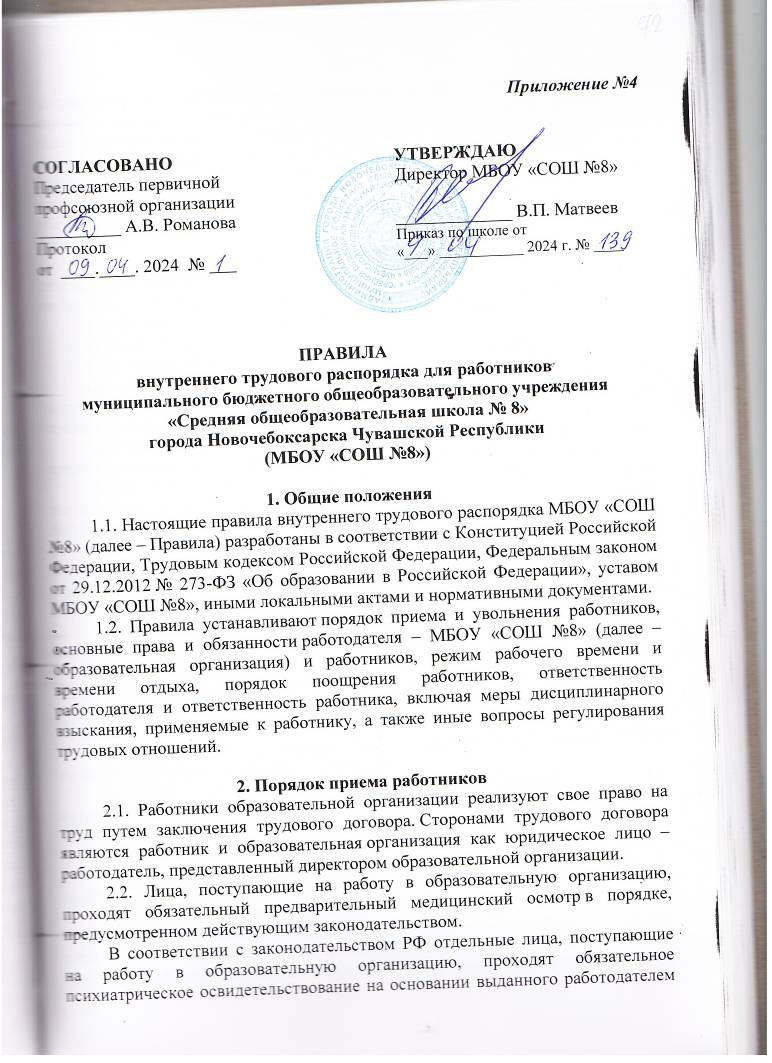 92
Приложение №4
СОГЛАСОВАНО
Председатель первичной
профсоюзной организации
А.В. Романова
Протокол
от 09.04.2024 № 1
УТВЕРЖДАЮ
Директор МБОУ «СОШ №8»
В.П. Матвеев
Приказ по школе от
«9» 04 2024 г. № 139
ПРАВИЛА
внутреннего трудового распорядка для работников
муниципального бюджетного общеобразовательного учреждения
«Средняя общеобразовательная школа № 8»
города Новочебоксарска Чувашской Республики
(МБОУ «СОШ №8»)
1. Общие положения
1.1. Настоящие правила внутреннего трудового распорядка МБОУ «СОШ
№8» (далее – Правила) разработаны в соответствии с Конституцией Российской
Федерации, Трудовым кодексом Российской Федерации, Федеральным законом
от 29.12.2012 № 273-ФЗ «Об образовании в Российской Федерации», уставом
МБОУ «СОШ №8», иными локальными актами и нормативными документами.
1.2. Правила устанавливают порядок приема и увольнения работников,
основные права и обязанности работодателя – МБОУ «СОШ №8» (далее –
образовательная организация) и работников, режим рабочего времени и
времени отдыха, порядок поощрения работников, ответственность
работодателя и ответственность работника, включая меры дисциплинарного
взыскания, применяемые к работнику, а также иные вопросы регулирования
трудовых отношений.
2. Порядок приема работников
2.1. Работники образовательной организации реализуют свое право на
труд путем заключения трудового договора. Сторонами трудового договора
являются работник и образовательная организация как юридическое лицо –
работодатель, представленный директором образовательной организации.
2.2. Лица, поступающие на работу в образовательную организацию,
проходят обязательный предварительный медицинский осмотр в порядке,
предусмотренном действующим законодательством.
В соответствии с законодательством РФ отдельные лица, поступающие
на работу в образовательную организацию, проходят обязательное
психиатрическое освидетельствование на основании выданного работодателем